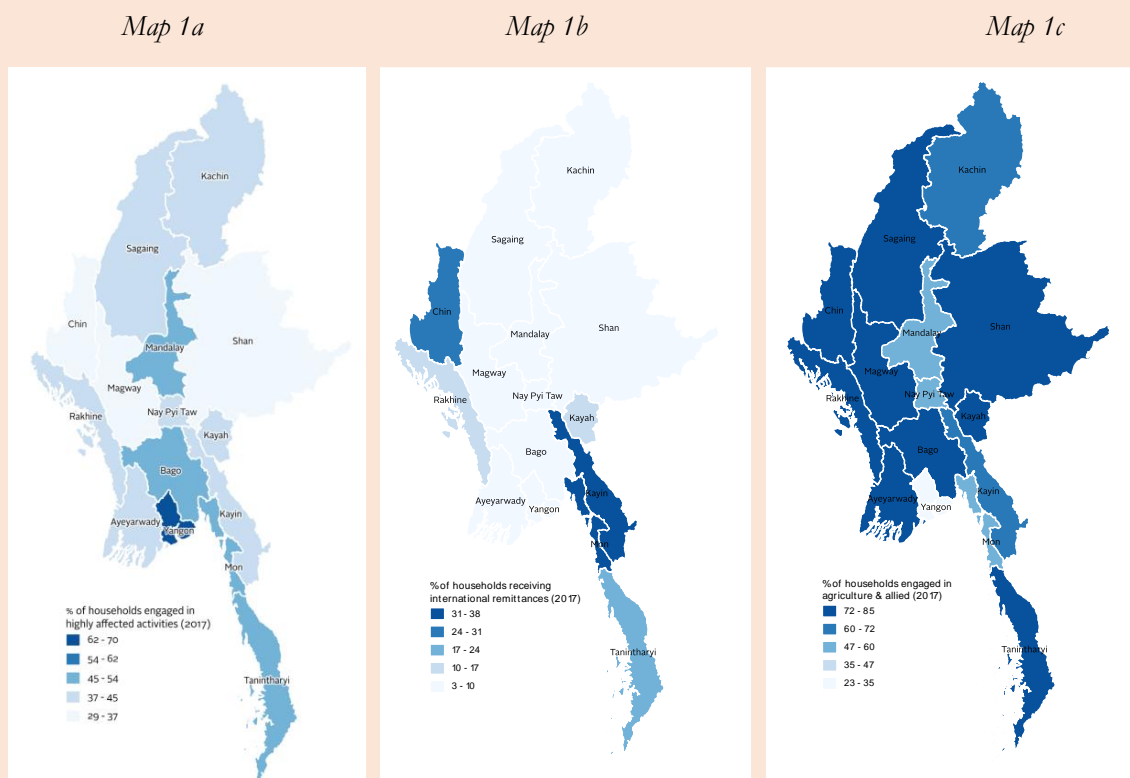 Map 1a
Map 1b
Map 1c
Kachin
Sagaing
Chin
Mandalay
Shan
Magway
Nay Pyi Taw
Rakhine
Kayah
Bago
Ayeyarwady
Yangon
Kayin
Mon
Tanintharyi
% of households engaged in
highly affected activities (2017)
62 - 70
54 - 62
45 - 54
37 - 45
29 - 37
Kachin
Sagaing
Chin
Mandalay
Shan
Magway
Nay Pyi Taw
Rakhine
Kayah
Bago
Ayeyarwady
Yangon
Kayin
Mon
Tanintharyi
% of households receiving
international remittances (2017)
31 - 38
24 - 31
17 - 24
10 - 17
3 - 10
Kachin
Sagaing
Chin
Mandalay
Shan
Magway
Nay Pyi Taw
Rakhine
Kayah
Bago
Ayeyarwady
Yangon
Kayin
Mon
Tanintharyi
% of households engaged in
agriculture & allied (2017)
72 - 85
60 - 72
47 - 60
35 - 47
23 - 35